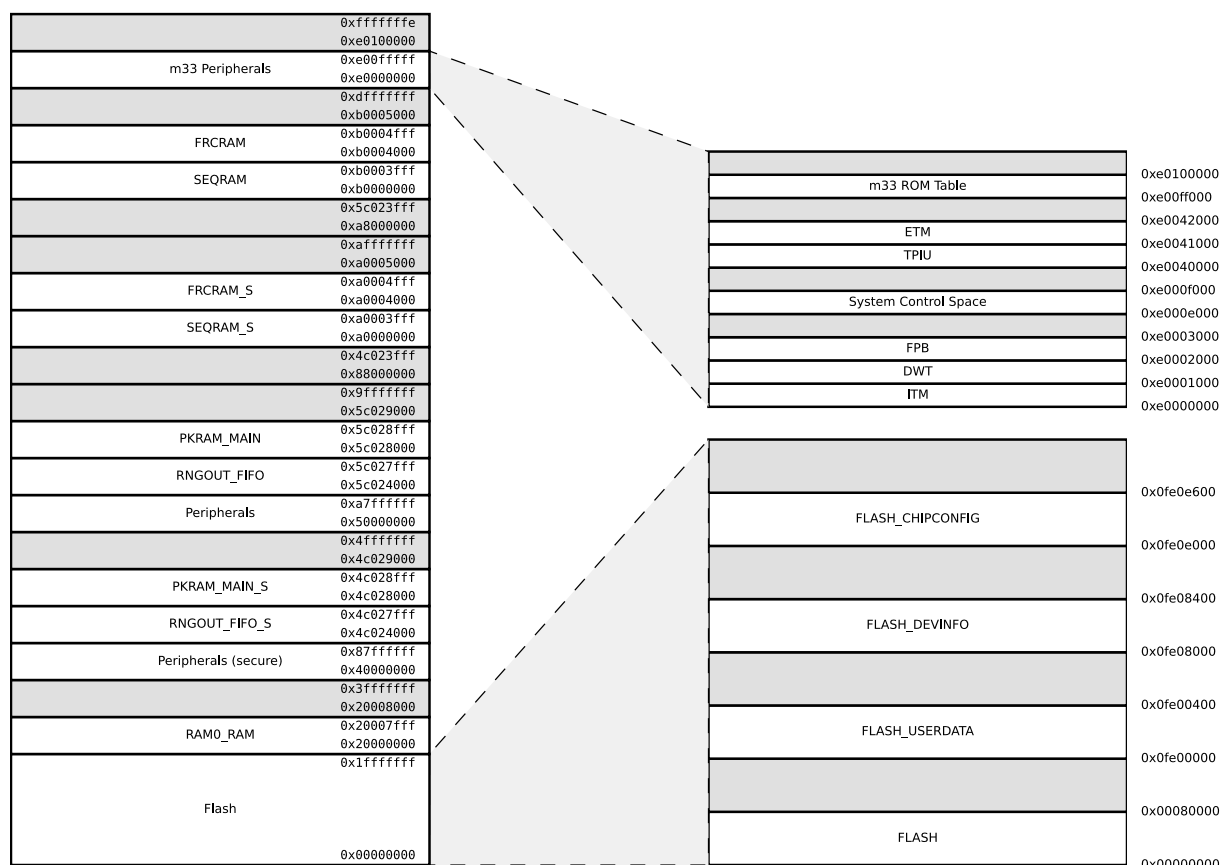 0xfffffffe
0xe0100000
m33 Peripherals
0xe00fffff
0xe0000000
0xdfffffff
0xb0005000
FRCRAM
0xb0004fff
0xb0004000
SEQRAM
0xb0003fff
0xb0000000
0x5c023fff
0xa8000000
0xafffffff
0xa0005000
FRCRAM_S
0xa0004fff
0xa0004000
SEQRAM_S
0xa0003fff
0xa0000000
0x4c023fff
0x88000000
0x9fffffff
0x5c029000
PKRAM_MAIN
0x5c028fff
0x5c028000
RNGOUT_FIFO
0x5c027fff
0x5c024000
Peripherals
0xa7ffffff
0x50000000
0x4fffffff
0x4c029000
PKRAM_MAIN_S
0x4c028fff
0x4c028000
RNGOUT_FIFO_S
0x4c027fff
0x4c024000
Peripherals (secure)
0x87ffffff
0x40000000
0x3fffffff
0x20008000
RAM0_RAM
0x20007fff
0x20000000
0x1fffffff
Flash
0x00000000
0xe0100000
m33 ROM Table
0xe00ff000
0xe0042000
ETM
0xe0041000
TPIU
0xe0040000
0xe000f000
System Control Space
0xe000e000
0xe0003000
FPB
0xe0002000
DWT
0xe0001000
ITM
0xe0000000
0x0fe0e600
FLASH_CHIPCONFIG
0x0fe0e000
0x0fe08400
FLASH_DEVINFO
0x0fe08000
0x0fe00400
FLASH_USERDATA
0x0fe00000
0x00080000
FLASH
0x00000000